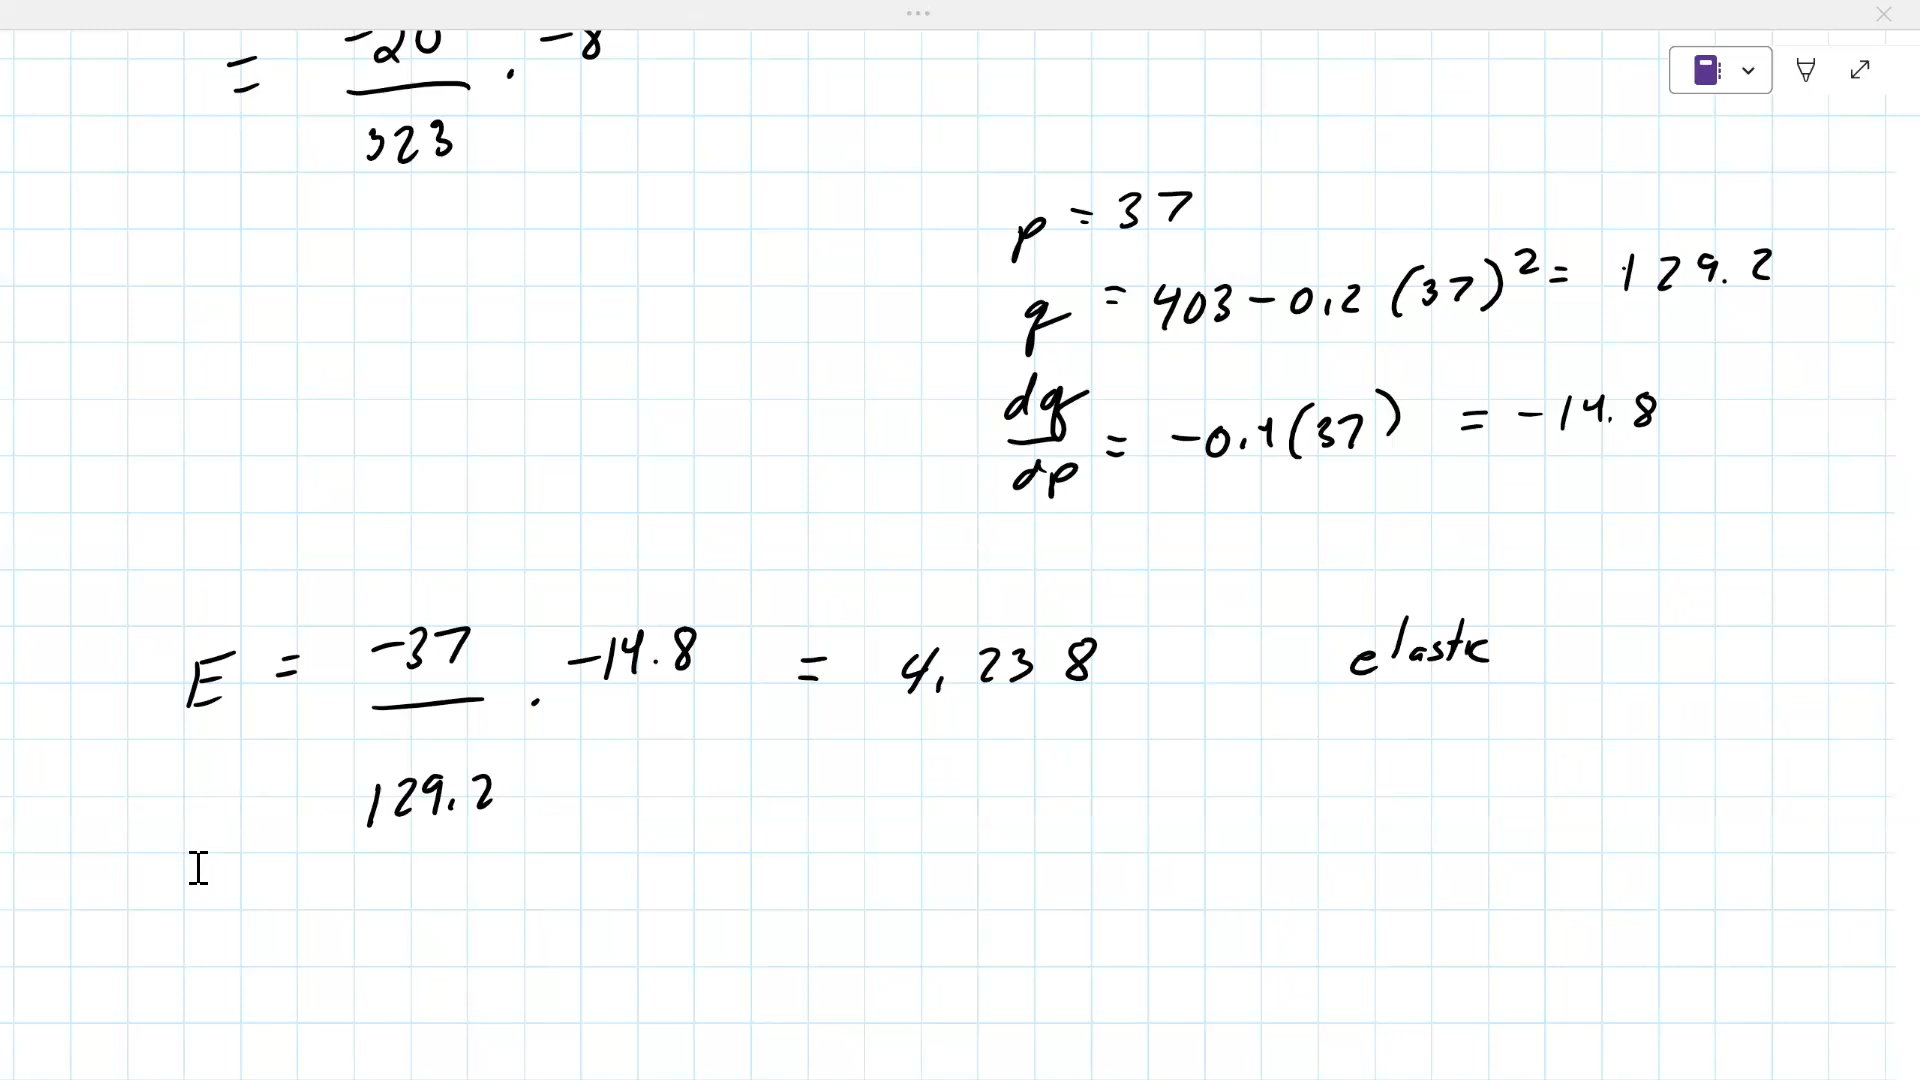 = -20/323 · -8
p = 37
q = 403 - 0.2 (37)² = 129.2
dq/dp = -0.4(37) = -14.8
E = -37/129.2 · -14.8 = 4.238 elastic